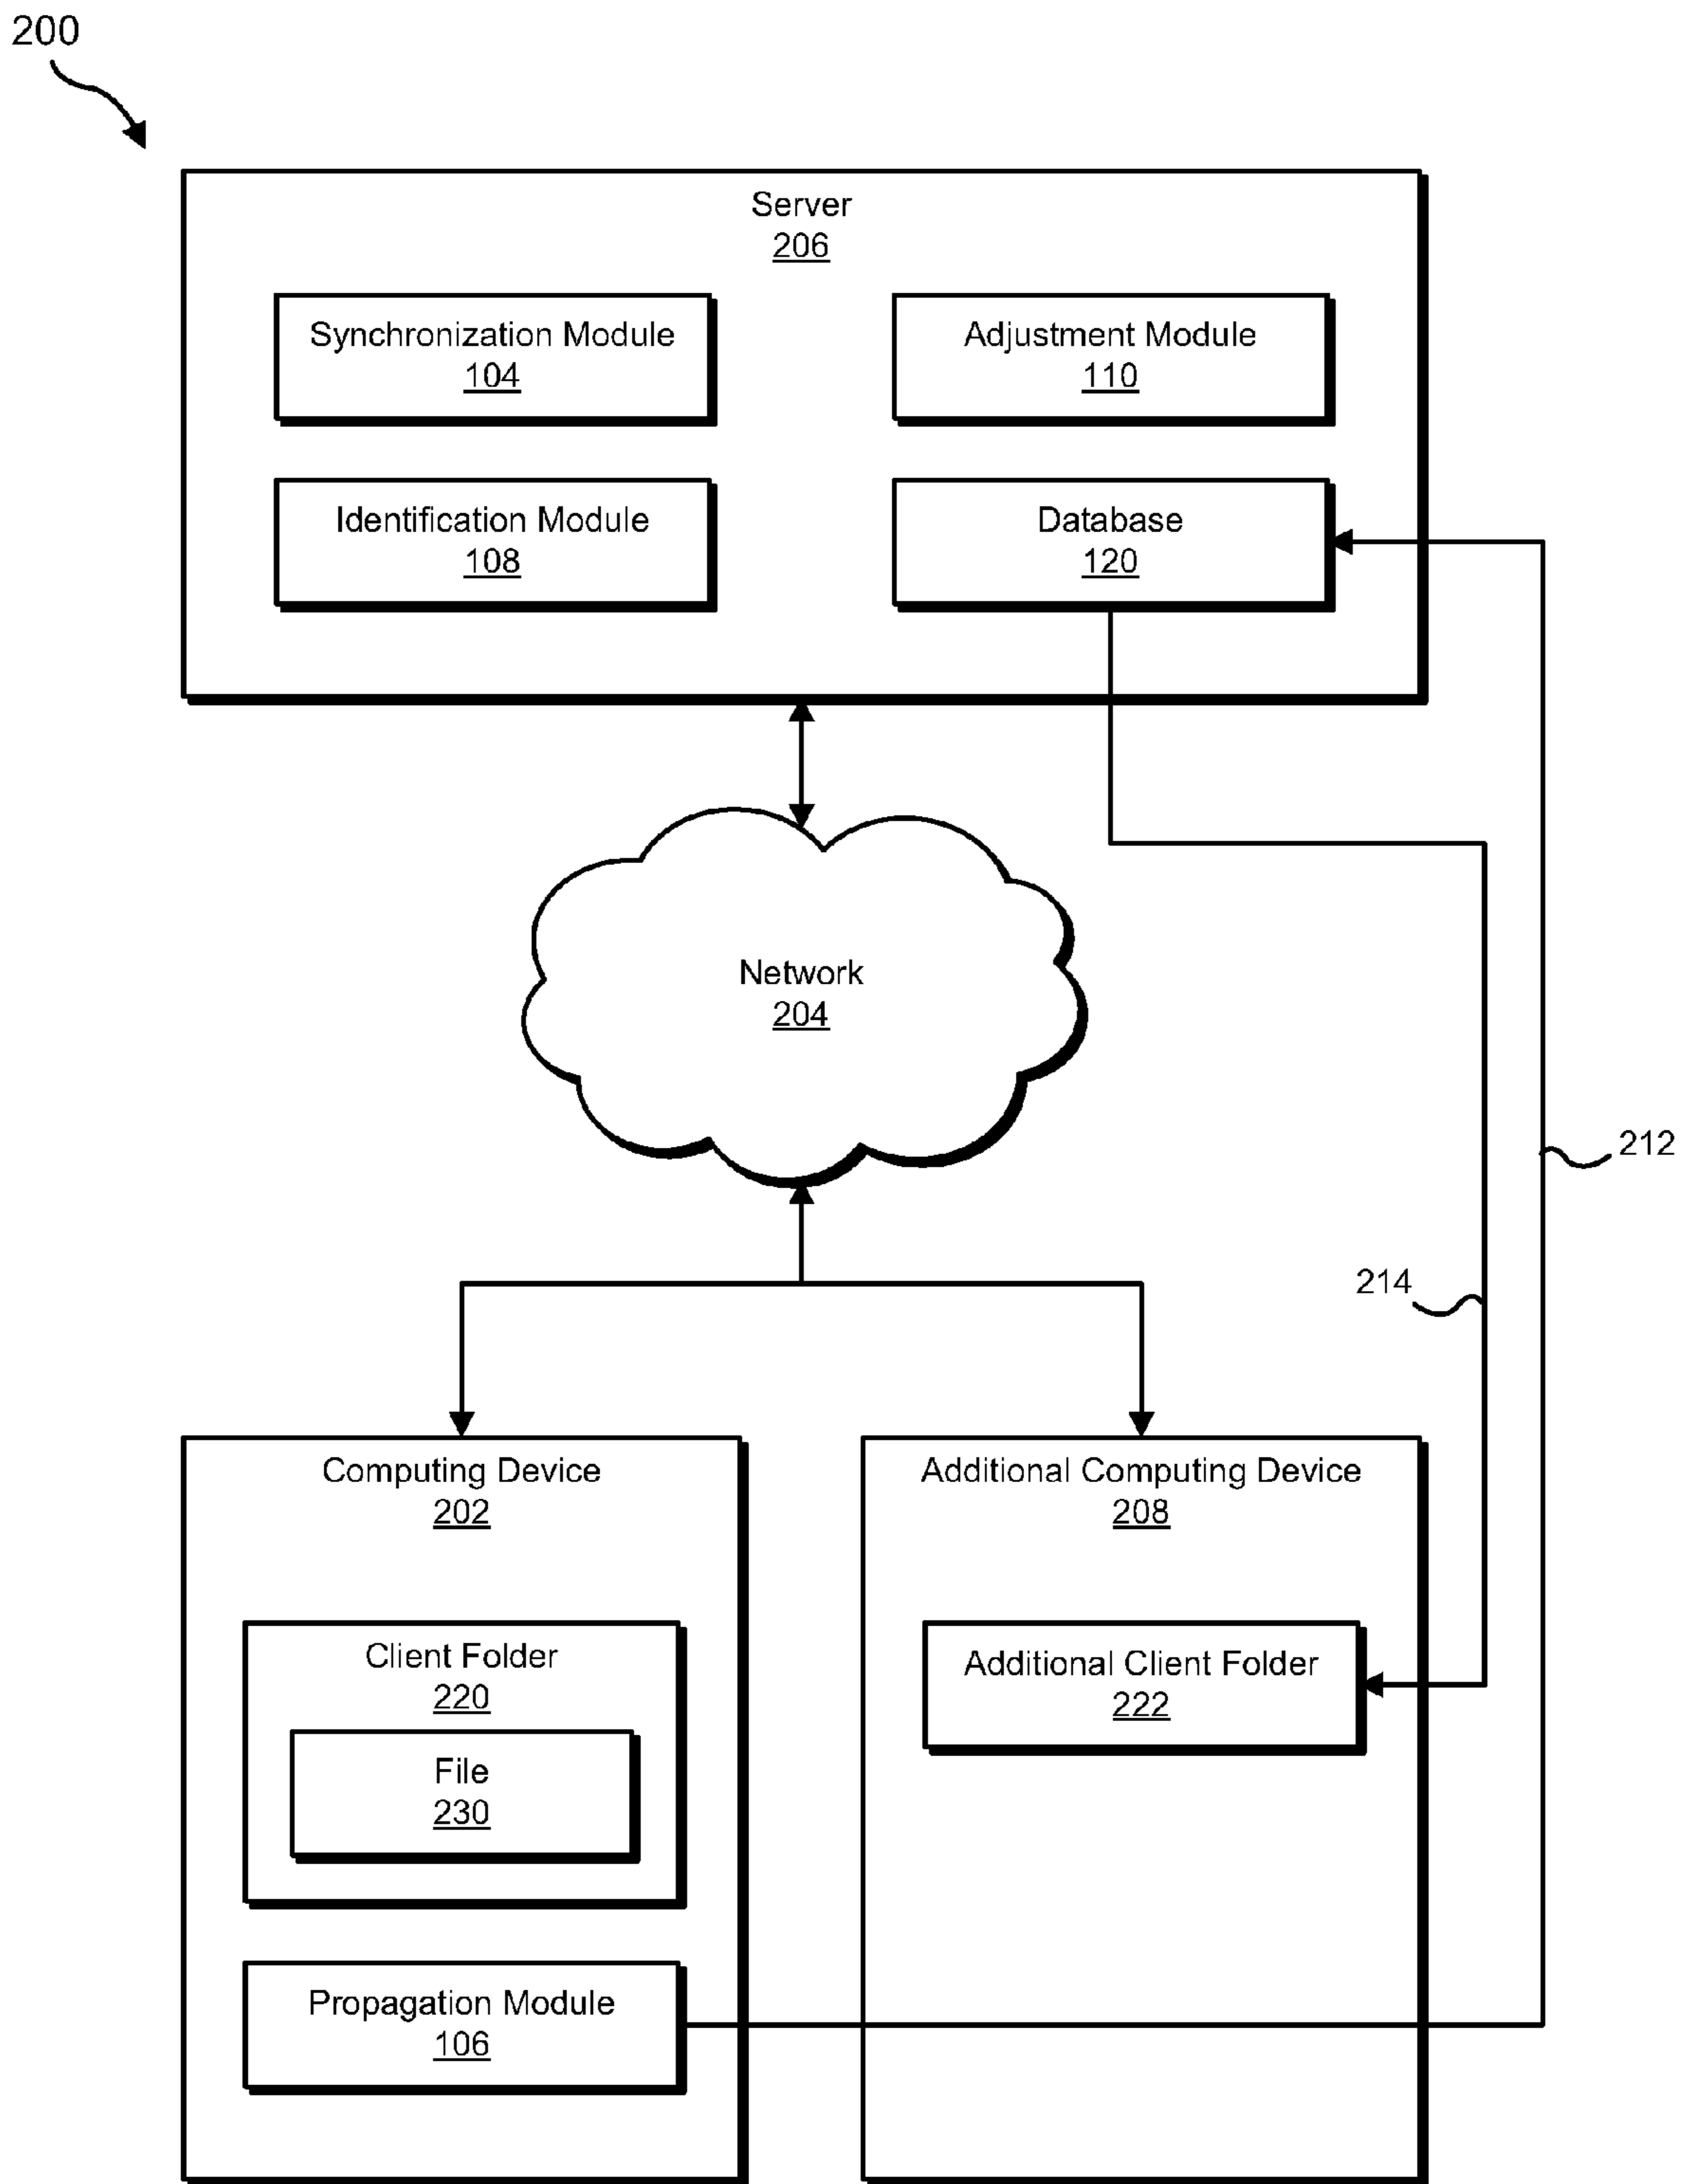 200
Server
206
Synchronization Module
104
Adjustment Module
110
Identification Module
108
Database
120
Network
204
212
214
Computing Device
202
Additional Computing Device
208
Client Folder
220
Additional Client Folder
222
File
230
Propagation Module
106